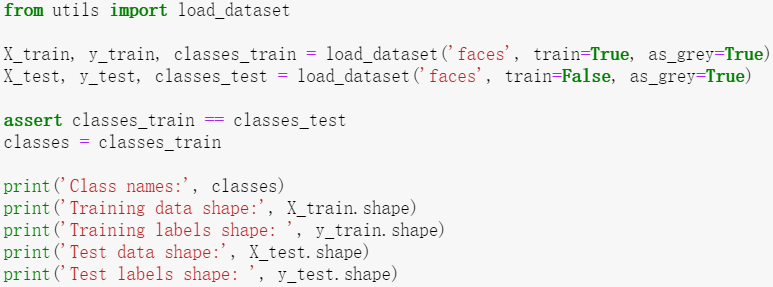 from utils import load_dataset
X_train, y_train, classes_train = load_dataset('faces', train=True, as_grey=True)
X_test, y_test, classes_test = load_dataset('faces', train=False, as_grey=True)
assert classes_train == classes_test
classes = classes_train
print('Class names:', classes)
print('Training data shape:', X_train.shape)
print('Training labels shape: ', y_train.shape)
print('Test data shape:', X_test.shape)
print('Test labels shape: ', y_test.shape)